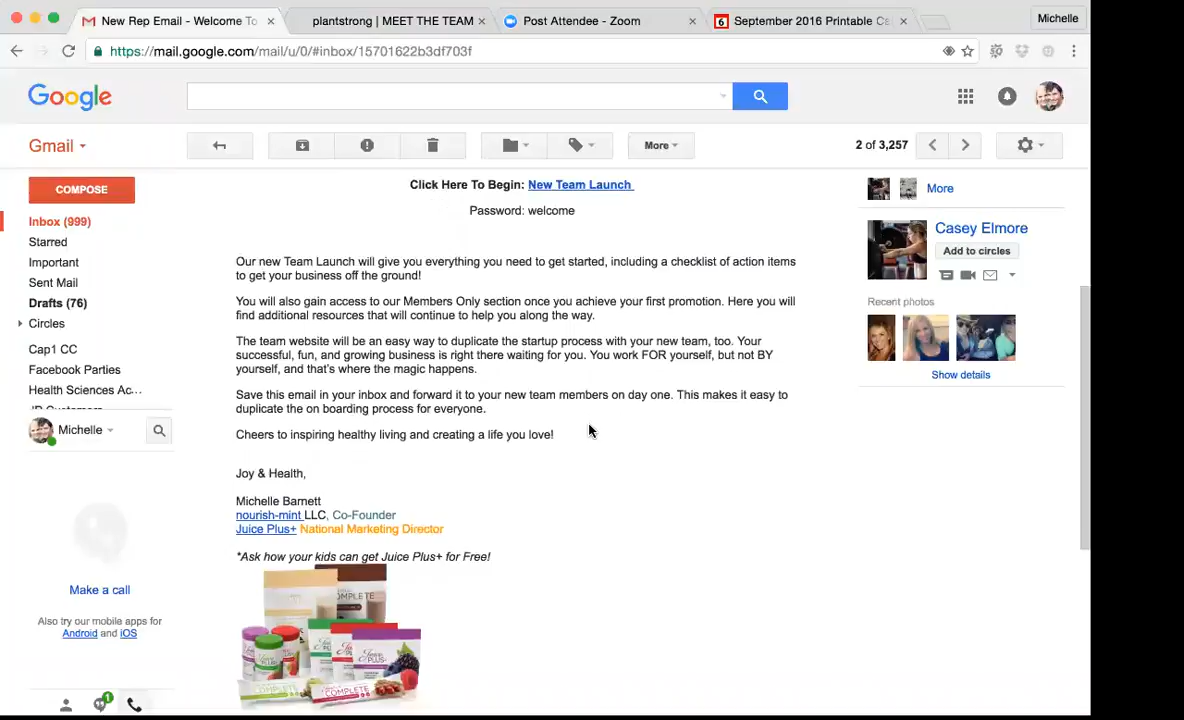 New Rep Email - Welcome To
plantstrong | MEET THE TEAM
Post Attendee - Zoom
September 2016 Printable Cal
Michelle
https://mail.google.com/mail/u/0/#inbox/15701622b3df703f
Google
Gmail
More
2 of 3,257
COMPOSE
Inbox (999)
Starred
Important
Sent Mail
Drafts (76)
Circles
Cap1 CC
Facebook Parties
Health Sciences Ac...
JP Customers
Michelle
Make a call
Also try our mobile apps for
Android and iOS
1
Click Here To Begin: New Team Launch
Password: welcome
Our new Team Launch will give you everything you need to get started, including a checklist of action items
to get your business off the ground!
You will also gain access to our Members Only section once you achieve your first promotion. Here you will
find additional resources that will continue to help you along the way.
The team website will be an easy way to duplicate the startup process with your new team, too. Your
successful, fun, and growing business is right there waiting for you. You work FOR yourself, but not BY
yourself, and that's where the magic happens.
Save this email in your inbox and forward it to your new team members on day one. This makes it easy to
duplicate the on boarding process for everyone.
Cheers to inspiring healthy living and creating a life you love!
Joy & Health,
Michelle Barnett
nourish-mint LLC, Co-Founder
Juice Plus+ National Marketing Director
*Ask how your kids can get Juice Plus+ for Free!
COMPLETE
COMPLETE
COMPLETE
More
Casey Elmore
Add to circles
Recent photos
Show details